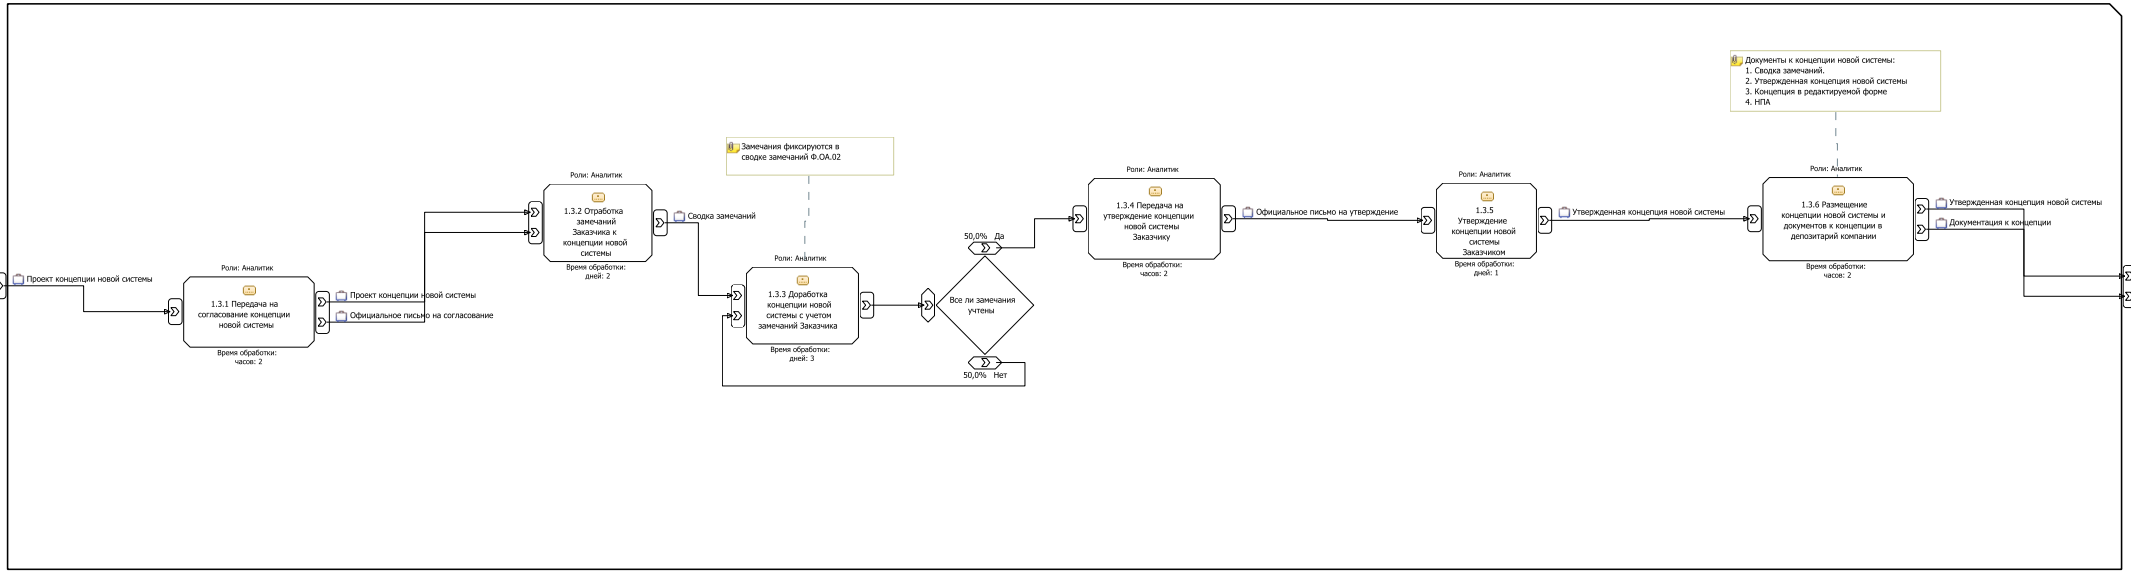 Документы к концепции новой системы:
1. Сводка замечаний.
2. Утвержденная концепция новой системы
3. Концепция в редактируемой форме
4. НПА
Замечания фиксируются в
сводке замечаний Ф.ОА.02
Проект концепции новой системы
Роли: Аналитик
1.3.1 Передача на
согласование концепции
новой системы
Время обработки:
часов: 2
Проект концепции новой системы
Официальное письмо на согласование
Роли: Аналитик
1.3.2 Отработка
замечаний
Заказчика к
концепции новой
системы
Время обработки:
дней: 2
Сводка замечаний
Роли: Аналитик
1.3.3 Доработка
концепции новой
системы с учетом
замечаний Заказчика
Время обработки:
дней: 3
50,0% Да
Все ли замечания
учтены
50,0% Нет
Роли: Аналитик
1.3.4 Передача на
утверждение концепции
новой системы
Заказчику
Время обработки:
часов: 2
Официальное письмо на утверждение
Роли: Аналитик
1.3.5
Утверждение
концепции новой
системы
Заказчиком
Время обработки:
дней: 1
Утвержденная концепция новой системы
Роли: Аналитик
1.3.6 Размещение
концепции новой системы и
документов к концепции в
депозитарий компании
Время обработки:
часов: 2
Утвержденная концепция новой системы
Документация к концепции